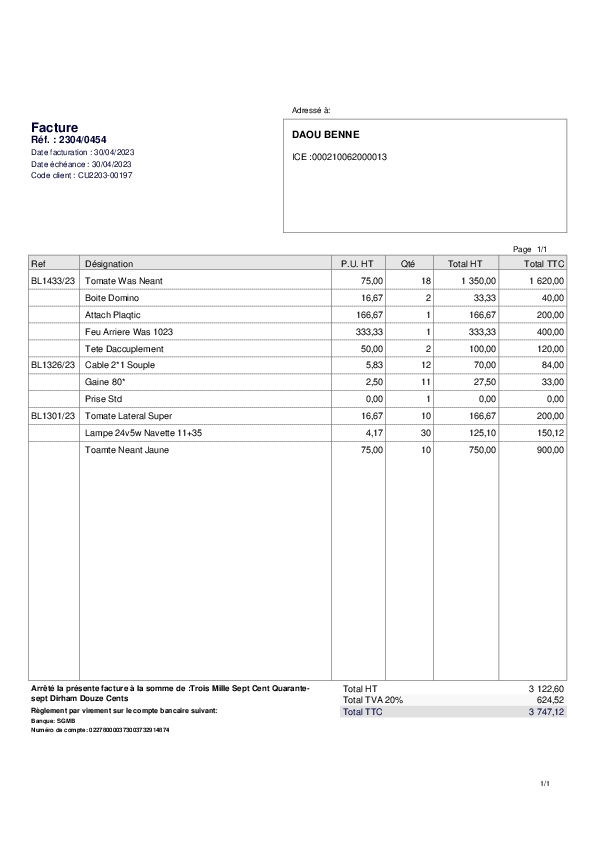 Adressé à:
Facture
Réf. : 2304/0454
Date facturation : 30/04/2023
Date échéance : 30/04/2023
Code client : CU2203-00197
DAOU BENNE
ICE :000210062000013
Page 1/1
Ref Désignation P.U. HT Qté Total HT Total TTC
BL1433/23 Tomate Was Neant 75,00 18 1 350,00 1 620,00
Boite Domino 16,67 2 33,33 40,00
Attach Plaqtic 166,67 1 166,67 200,00
Feu Arriere Was 1023 333,33 1 333,33 400,00
Tete Daccuplement 50,00 2 100,00 120,00
BL1326/23 Cable 2*1 Souple 5,83 12 70,00 84,00
Gaine 80* 2,50 11 27,50 33,00
Prise Std 0,00 1 0,00 0,00
BL1301/23 Tomate Lateral Super 16,67 10 166,67 200,00
Lampe 24v5w Navette 11+35 4,17 30 125,10 150,12
Toamte Neant Jaune 75,00 10 750,00 900,00
Arrêté la présente facture à la somme de :Trois Mille Sept Cent Quarante-
sept Dirham Douze Cents
Règlement par virement sur le compte bancaire suivant:
Banque: SGMB
Numéro de compte: 022780000373003732914874
Total HT 3 122,60
Total TVA 20% 624,52
Total TTC 3 747,12
1/1